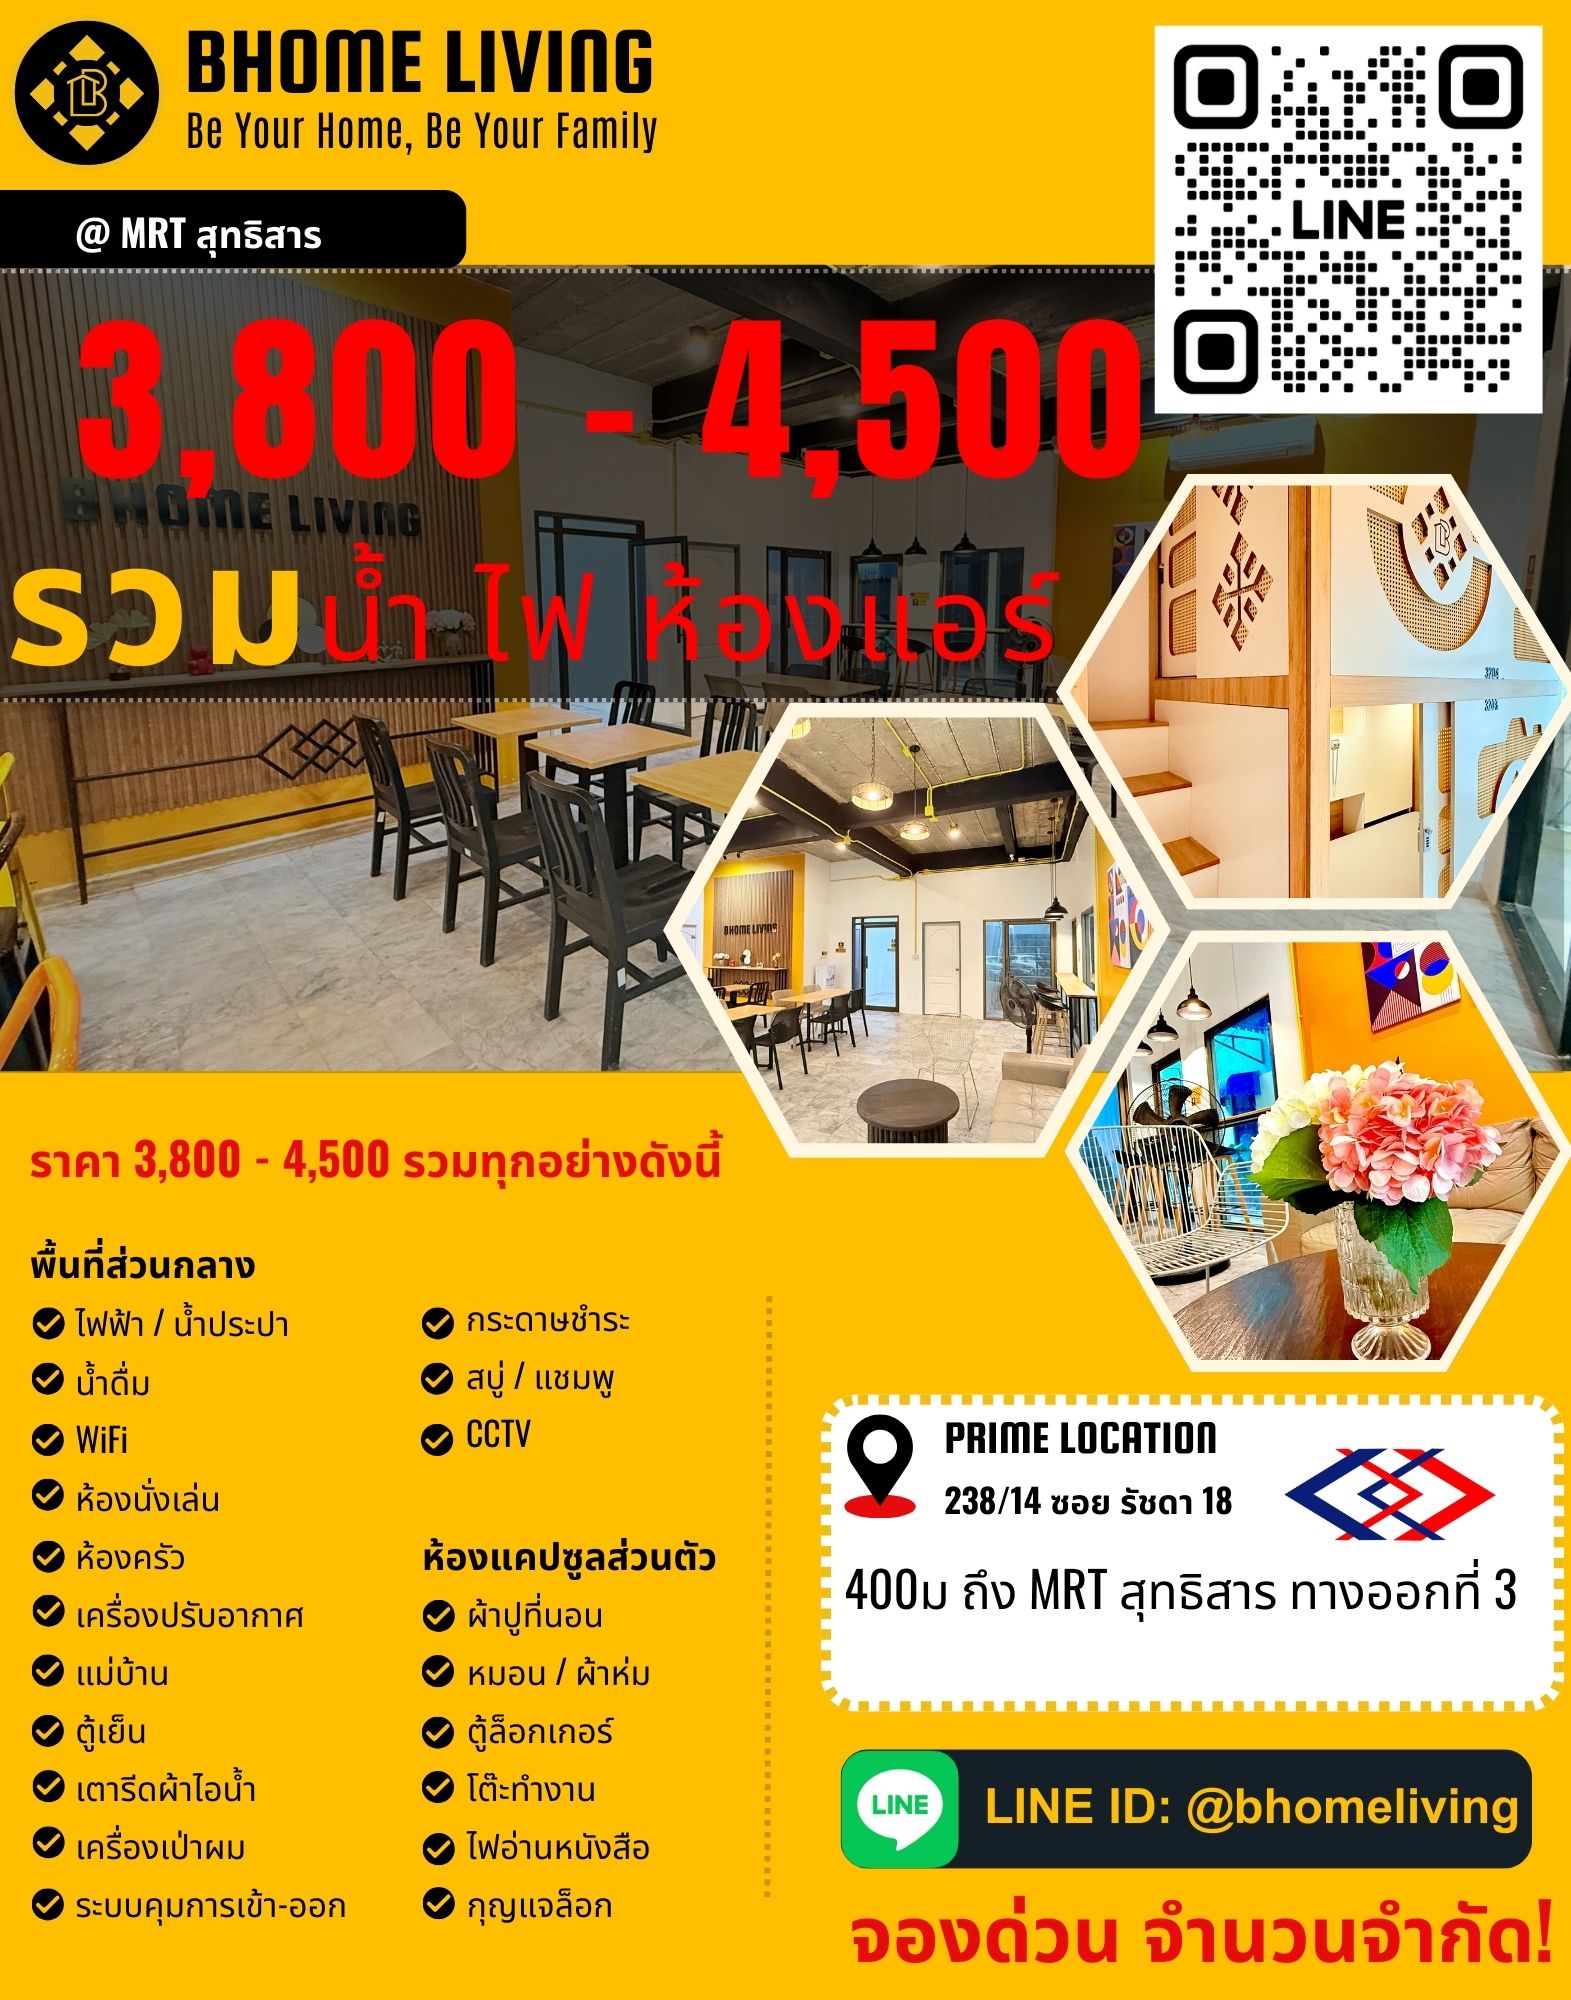 BHOME LIVING
Be Your Home, Be Your Family
@ MRT สุทธิสาร
LINE
3,800 - 4,500
BHOME LIVING
รวมน้ำ ไฟ ห้องแอร์
BHOME LIVING
ราคา 3,800 - 4,500 รวมทุกอย่างดังนี้
พื้นที่ส่วนกลาง
ไฟฟ้า / น้ำประปา
น้ำดื่ม
WiFi
ห้องนั่งเล่น
ห้องครัว
เครื่องปรับอากาศ
แม่บ้าน
ตู้เย็น
เตารีดผ้าไอน้ำ
เครื่องเป่าผม
ระบบคุมการเข้า-ออก
กระดาษชำระ
สบู่ / แชมพู
CCTV
ห้องแคปซูลส่วนตัว
ผ้าปูที่นอน
หมอน / ผ้าห่ม
ตู้ล็อกเกอร์
โต๊ะทำงาน
ไฟอ่านหนังสือ
กุญแจล็อก
PRIME LOCATION
238/14 ซอย รัชดา 18
400ม ถึง MRT สุทธิสาร ทางออกที่ 3
LINE
LINE ID: @bhomeliving
จองด่วน จำนวนจำกัด!